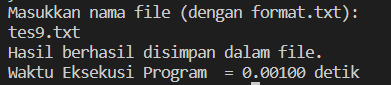 Masukkan nama file (dengan format.txt):
tes9.txt
Hasil berhasil disimpan dalam file.
Waktu Eksekusi Program  = 0.00100 detik